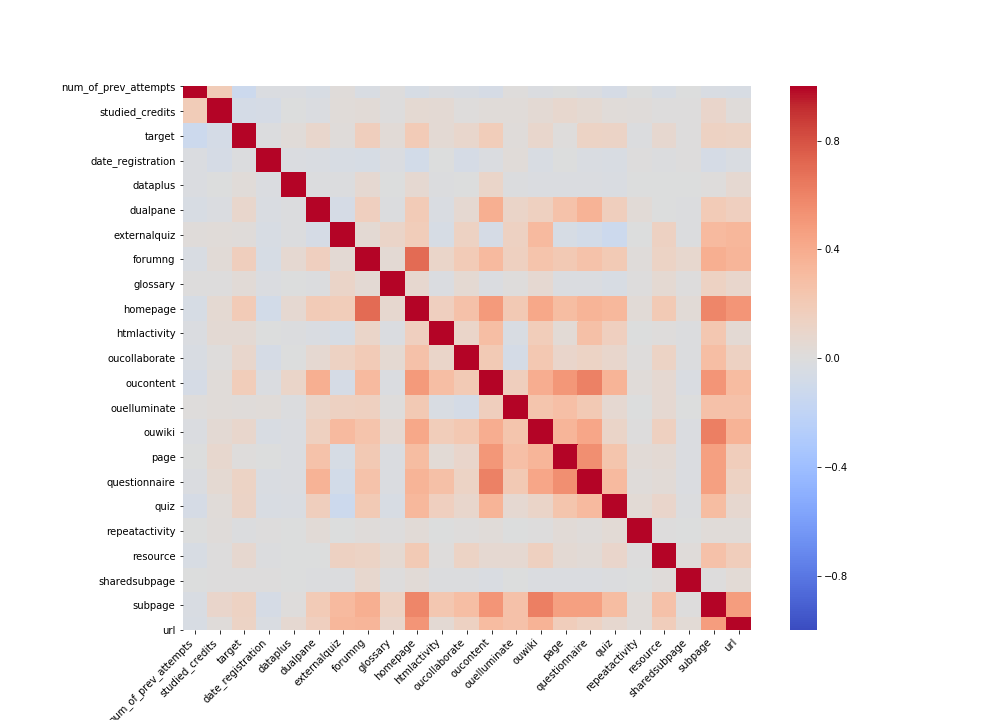 num_of_prev_attempts
studied_credits
target
date_registration
dataplus
dualpane
externalquiz
forumng
glossary
homepage
htmlactivity
oucollaborate
oucontent
ouelluminate
ouwiki
page
questionnaire
quiz
repeatactivity
resource
sharedsubpage
subpage
url
0.8
0.4
0.0
−0.4
−0.8
num_of_prev_attempts
studied_credits
target
date_registration
dataplus
dualpane
externalquiz
forumng
glossary
homepage
htmlactivity
oucollaborate
oucontent
ouelluminate
ouwiki
page
questionnaire
quiz
repeatactivity
resource
sharedsubpage
subpage
url